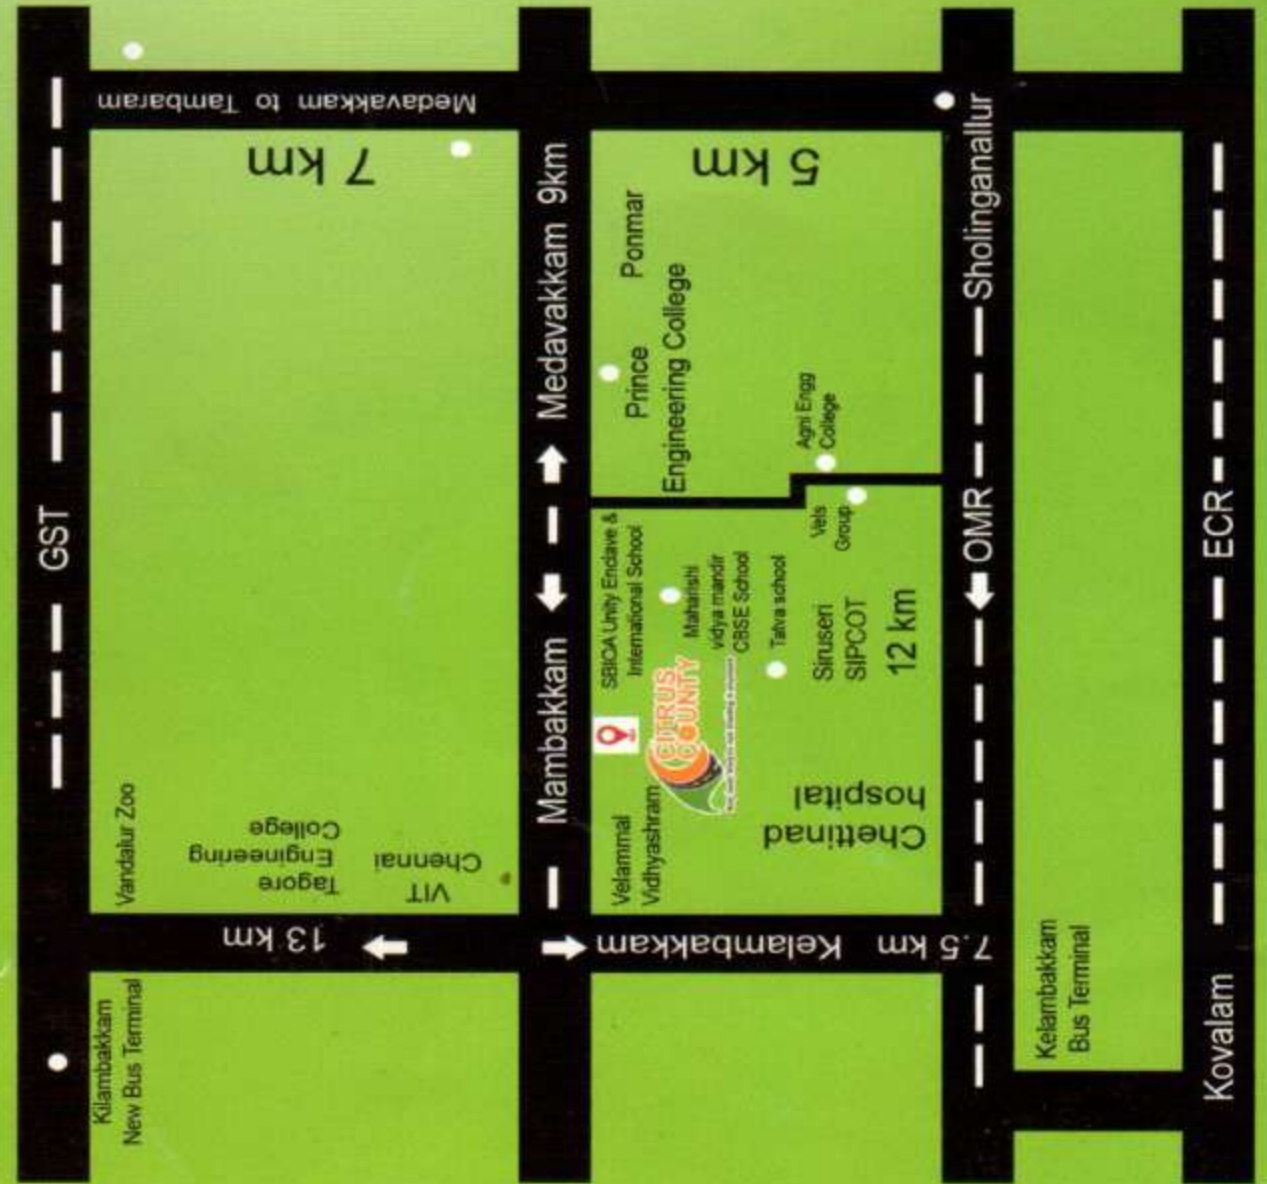 Medavakkam to Tambaram
7 km
5 km
GST
Medavakkam 9km
Mambakkam
Sholinganallur
OMR
ECR
Kovalam
Ponmar
Prince
Engineering College
Agni Engg
College
Vels
Group
SBIOA Unity Enclave &
International School
Maharishi
vidya mandir
CBSE School
Tatva school
Siruseri
SIPCOT
12 km
CITRUS
COUNTY
Velammal
Vidhyashram
Chettinad
hospital
Vandalur Zoo
Tagore
Engineering
College
VIT
Chennai
13 km
7.5 km Kelambakkam
Kilambakkam
New Bus Terminal
Kelambakkam
Bus Terminal